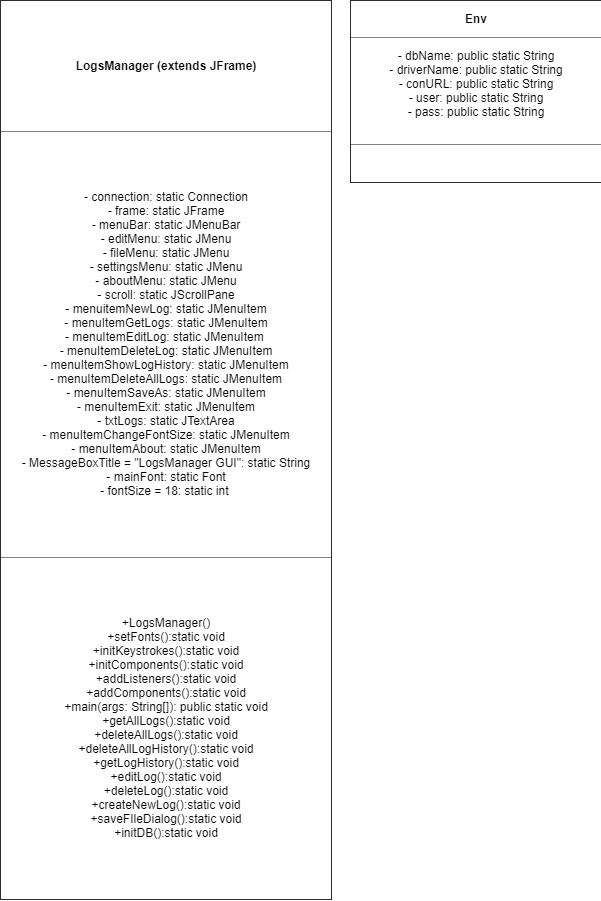 LogsManager (extends JFrame)
- connection: static Connection
- frame: static JFrame
- menuBar: static JMenuBar
- editMenu: static JMenu
- fileMenu: static JMenu
- settingsMenu: static JMenu
- aboutMenu: static JMenu
- scroll: static JScrollPane
- menuitemNewLog: static JMenuItem
- menuItemGetLogs: static JMenuItem
- menuItemEditLog: static JMenuItem
- menuItemDeleteLog: static JMenuItem
- menuItemShowLogHistory: static JMenuItem
- menuItemDeleteAllLogs: static JMenuItem
- menuItemSaveAs: static JMenuItem
- menuItemExit: static JMenuItem
- txtLogs: static JTextArea
- menuItemChangeFontSize: static JMenuItem
- menuItemAbout: static JMenuItem
- MessageBoxTitle = "LogsManager GUI": static String
- mainFont: static Font
- fontSize = 18: static int
+LogsManager()
+setFonts():static void
+initKeystrokes():static void
+initComponents():static void
+addListeners():static void
+addComponents():static void
+main(args: String[]): public static void
+getAllLogs():static void
+deleteAllLogs():static void
+deleteAllLogHistory():static void
+getLogHistory():static void
+editLog():static void
+deleteLog():static void
+createNewLog():static void
+saveFIleDialog():static void
+initDB():static void
Env
- dbName: public static String
- driverName: public static String
- conURL: public static String
- user: public static String
- pass: public static String